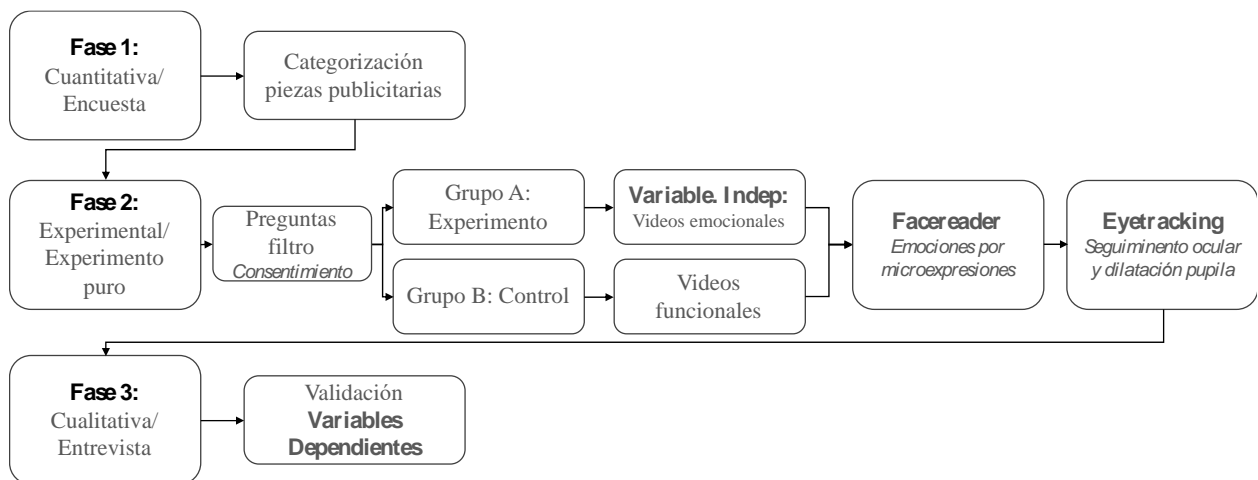 Fase 1:
Cuantitativa/
Encuesta
Categorización
piezas publicitarias
Fase 2:
Experimental/
Experimento
puro
Preguntas
filtro
Consentimiento
Grupo A:
Experimento
Variable. Indep:
Videos emocionales
Grupo B: Control
Videos
funcionales
Facereader
Emociones por
microexpresiones
Eyetracking
Seguiminento ocular
y dilatación pupila
Fase 3:
Cualitativa/
Entrevista
Validación
Variables
Dependientes